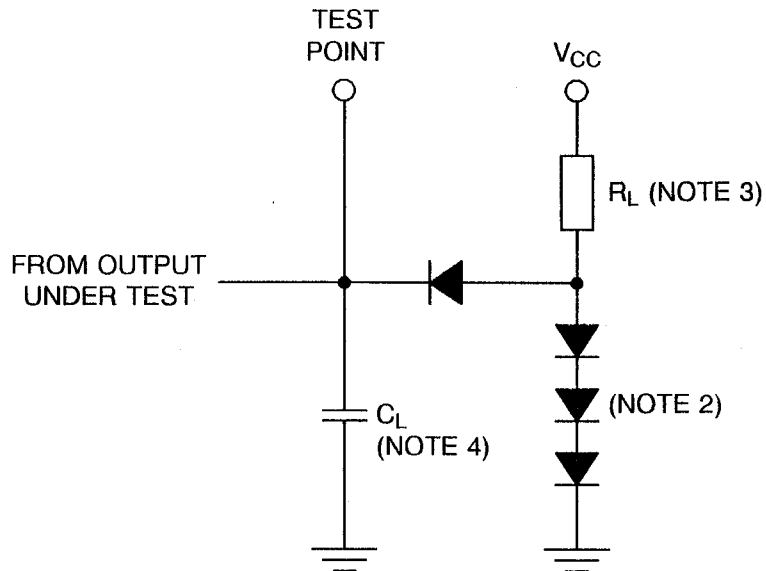 TEST
POINT
VCC
RL (NOTE 3)
FROM OUTPUT
UNDER TEST
CL
(NOTE 4)
(NOTE 2)